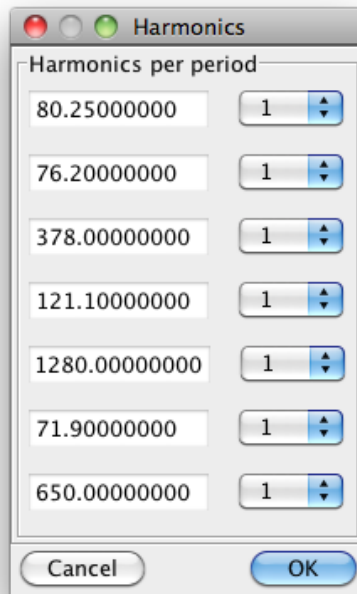 Harmonics
Harmonics per period
80.25000000 1
76.20000000 1
378.00000000 1
121.10000000 1
1280.00000000 1
71.90000000 1
650.00000000 1
Cancel OK